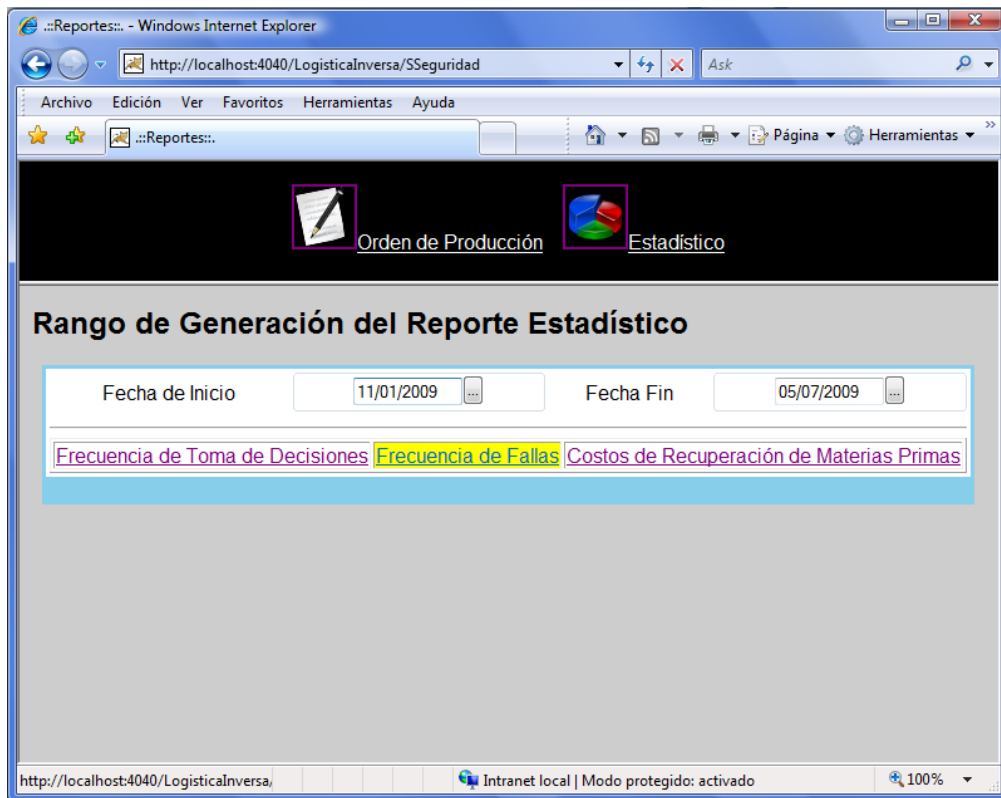 .::Reportes::. - Windows Internet Explorer
http://localhost:4040/LogisticaInversa/SSeguridad
Ask
Archivo Edición Ver Favoritos Herramientas Ayuda
.::Reportes::.
Página Herramientas
Orden de Producción Estadístico
Rango de Generación del Reporte Estadístico
Fecha de Inicio 11/01/2009 ... Fecha Fin 05/07/2009 ...
Frecuencia de Toma de Decisiones Frecuencia de Fallas Costos de Recuperación de Materias Primas
http://localhost:4040/LogisticaInversa/ Intranet local | Modo protegido: activado 100%